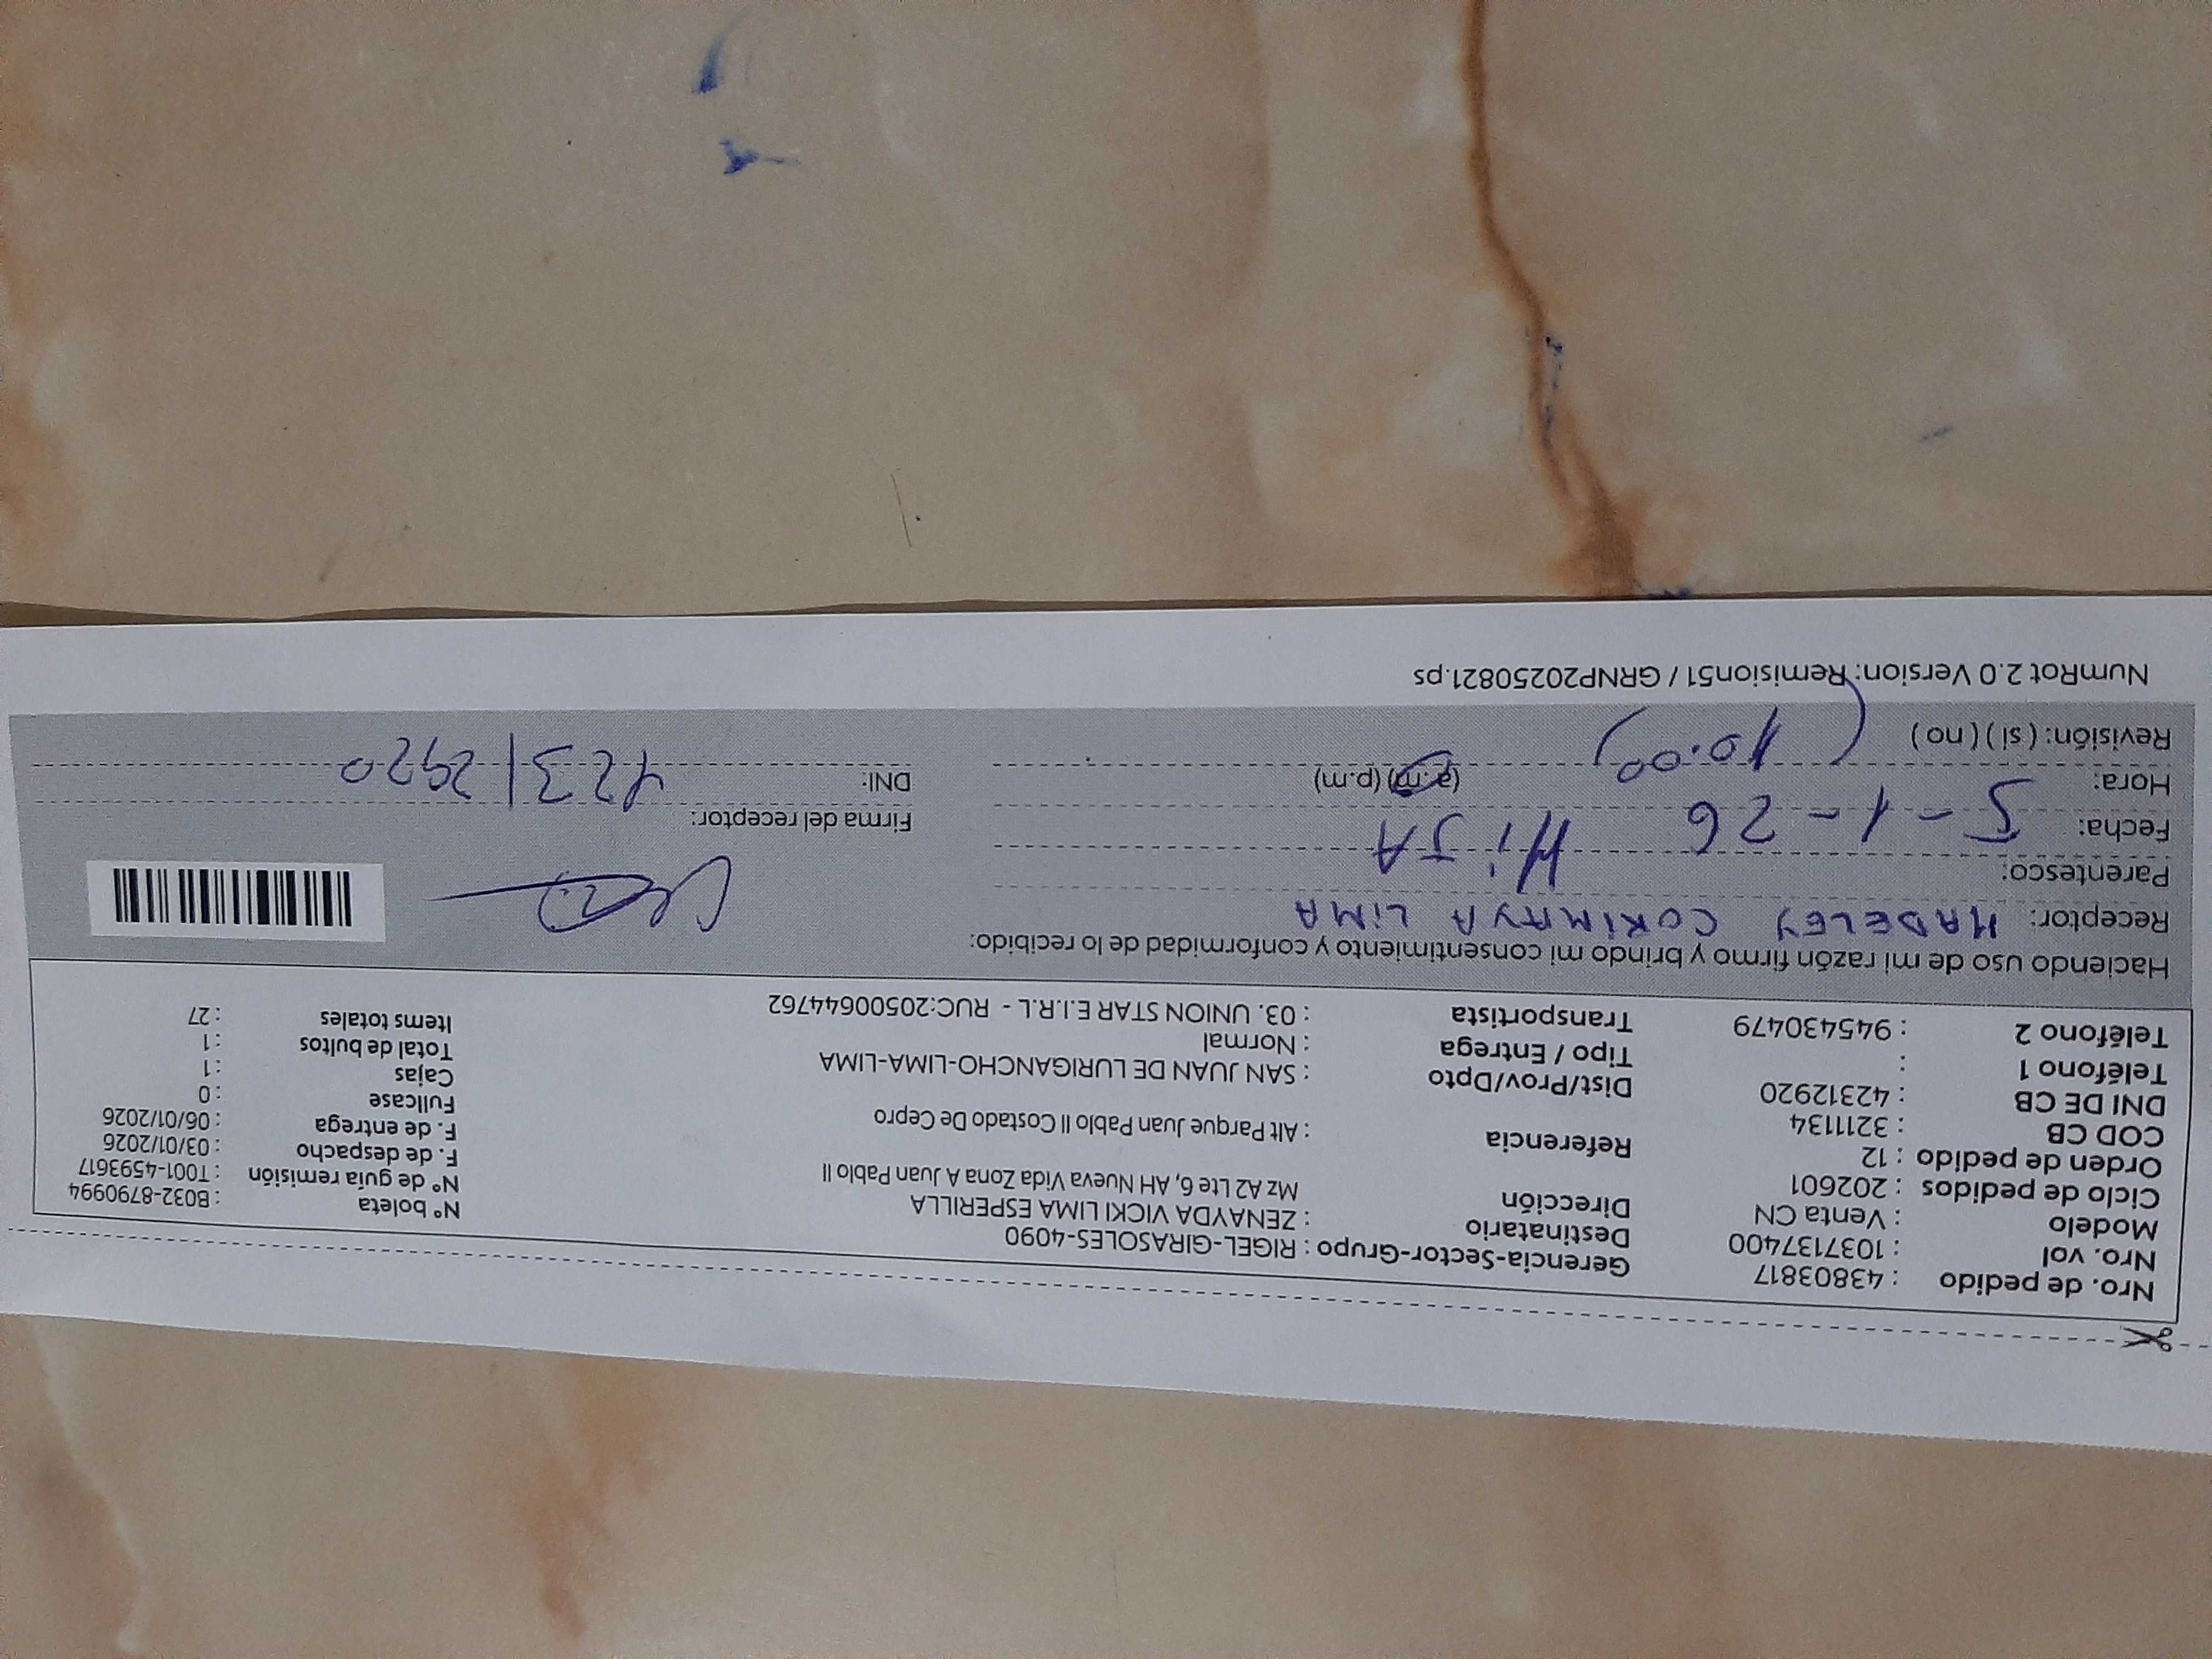 Nro. de pedido : 43803817
Nro. vol : 1037137400
Modelo : Venta CN
Ciclo de pedidos : 202601
Orden de pedido : 12
COD CB : 3211134
DNI DE CB : 42312920
Teléfono 1 :
Teléfono 2 : 945430479
Gerencia-Sector-Grupo : RIGEL-GIRASOLES-4090
Destinatario : ZENAYDA VICKI LIMA ESPERILLA
Dirección Mz A2 Lte 6, AH Nueva Vida Zona A Juan Pablo II
Referencia : Alt Parque Juan Pablo II Costado De Cepro
Dist/Prov/Dpto : SAN JUAN DE LURIGANCHO-LIMA-LIMA
Tipo / Entrega : Normal
Transportista : 03. UNION STAR E.I.R.L - RUC:20500644762
N° boleta : B032-8790994
N° de guía remisión : T001-4593617
F. de despacho : 03/01/2026
F. de entrega : 06/01/2026
Fullcase : 0
Cajas : 1
Total de bultos : 1
Items totales : 27
Haciendo uso de mi razón firmo y brindo mi consentimiento y conformidad de lo recibido:
Receptor: MADELEY CORIMAYA LIMA
Parentesco: HiJA
Fecha: 5-1-26
Hora: 10:00 (a.m) (p.m)
Revisión: ( si ) ( no )
Firma del receptor:
DNI: 42312920
NumRot 2.0 Version: Remision51 / GRNP20250821.ps